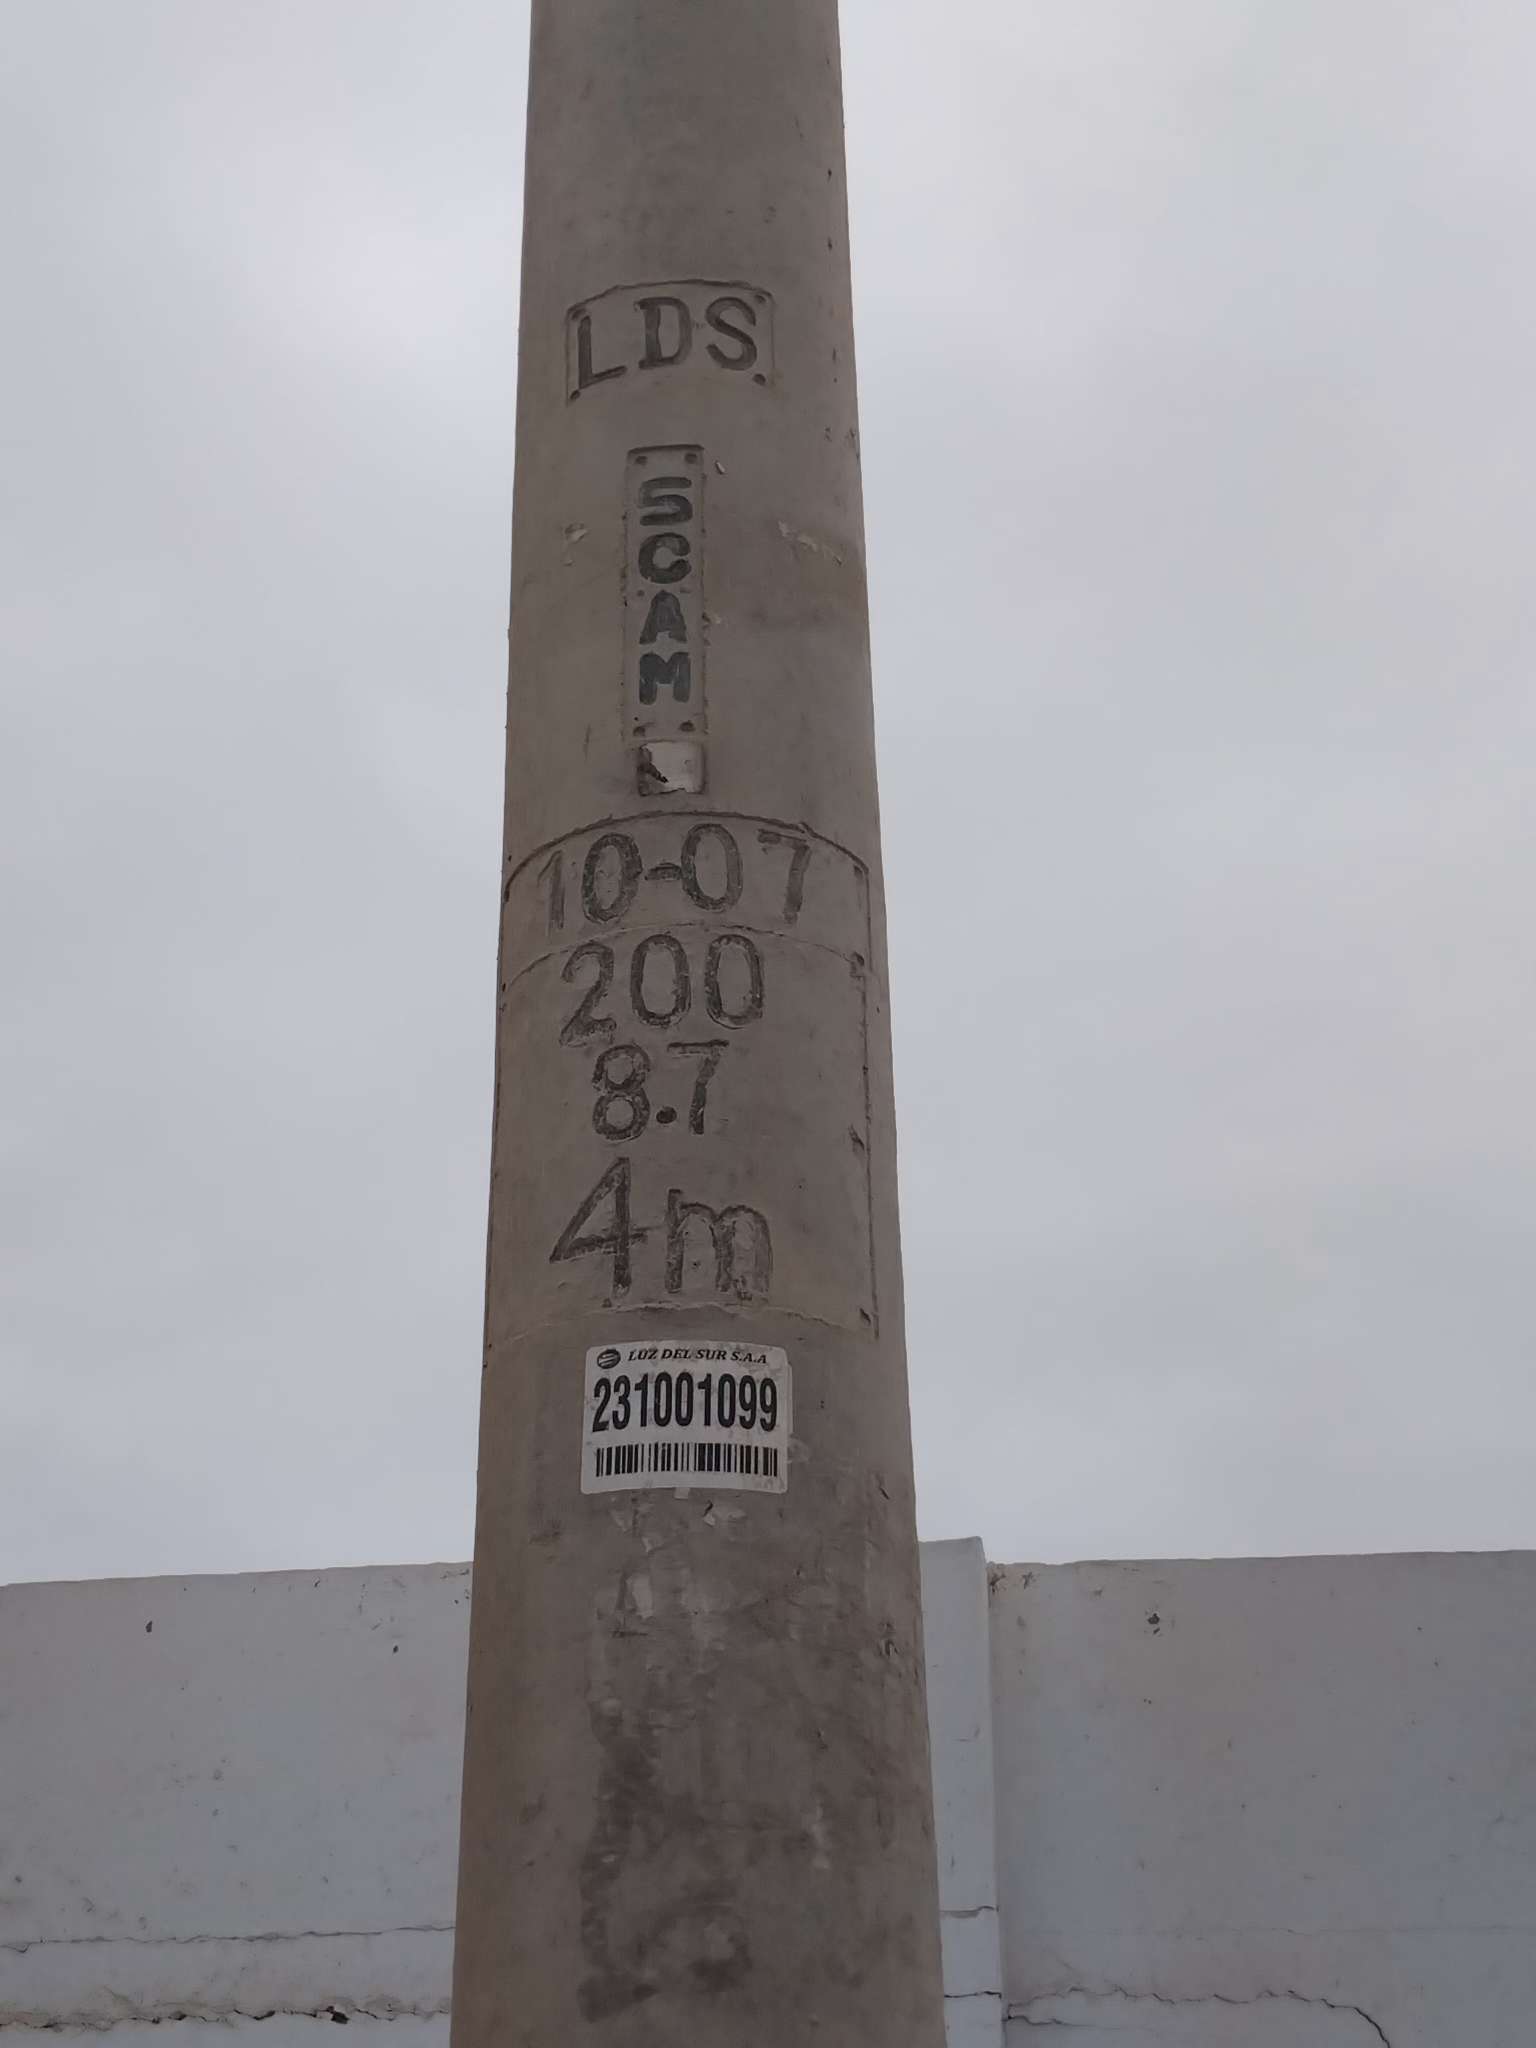 LDS
SCAM
10-07
200
8.7
4m
LUZ DEL SUR S.A.A
231001099